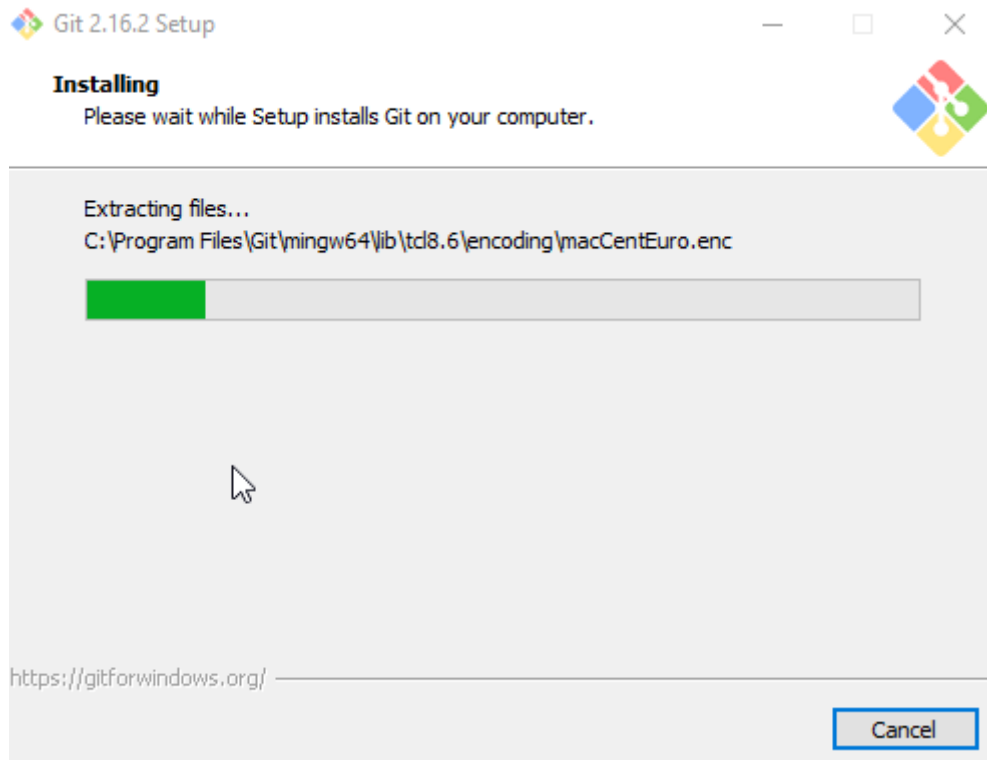 Git 2.16.2 Setup
Installing
Please wait while Setup installs Git on your computer.
Extracting files...
C:\Program Files\Git\mingw64\lib\tcl8.6\encoding\macCentEuro.enc
https://gitforwindows.org/
Cancel